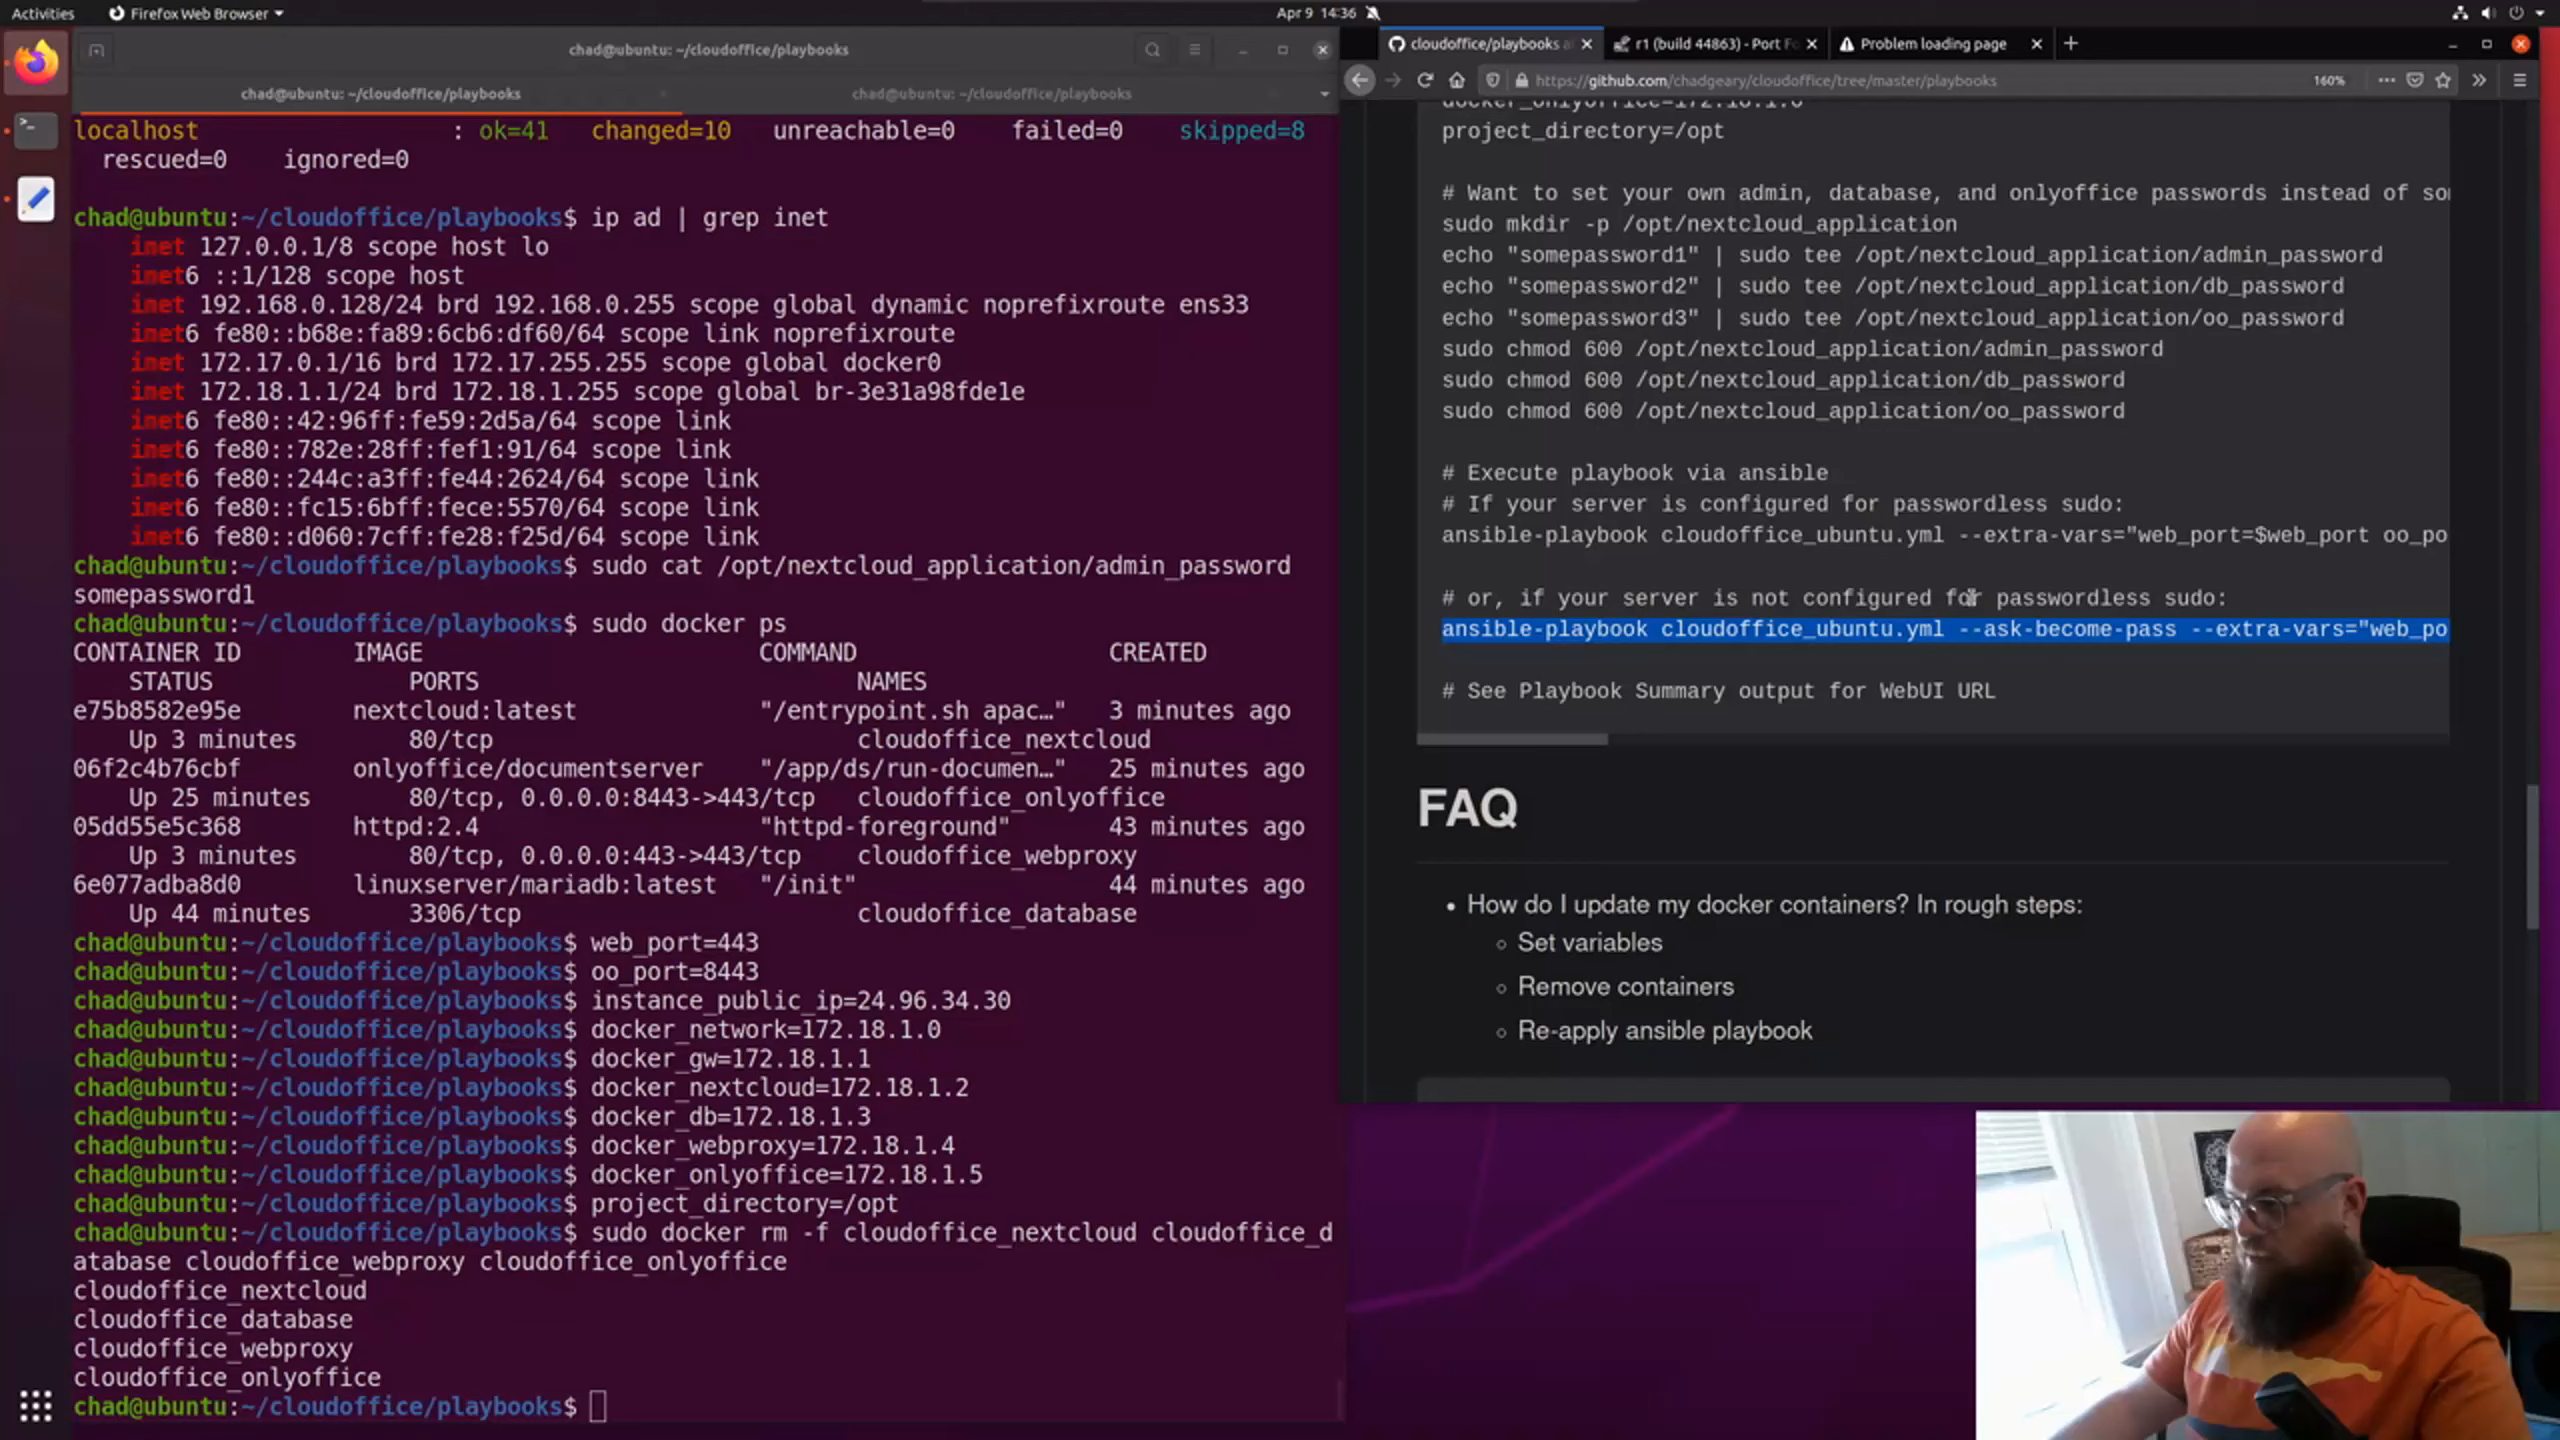 Activities
Firefox Web Browser
Apr 9 14:36
chad@ubuntu: ~/cloudoffice/playbooks
chad@ubuntu: ~/cloudoffice/playbooks
chad@ubuntu: ~/cloudoffice/playbooks
localhost : ok=41 changed=10 unreachable=0 failed=0 skipped=8
rescued=0 ignored=0
chad@ubuntu:~/cloudoffice/playbooks$ ip ad | grep inet
inet 127.0.0.1/8 scope host lo
inet6 ::1/128 scope host
inet 192.168.0.128/24 brd 192.168.0.255 scope global dynamic noprefixroute ens33
inet6 fe80::b68e:fa89:6cb6:df60/64 scope link noprefixroute
inet 172.17.0.1/16 brd 172.17.255.255 scope global docker0
inet 172.18.1.1/24 brd 172.18.1.255 scope global br-3e31a98fde1e
inet6 fe80::42:96ff:fe59:2d5a/64 scope link
inet6 fe80::782e:28ff:fef1:91/64 scope link
inet6 fe80::244c:a3ff:fe44:2624/64 scope link
inet6 fe80::fc15:6bff:fece:5570/64 scope link
inet6 fe80::d060:7cff:fe28:f25d/64 scope link
chad@ubuntu:~/cloudoffice/playbooks$ sudo cat /opt/nextcloud_application/admin_password
somepassword1
chad@ubuntu:~/cloudoffice/playbooks$ sudo docker ps
CONTAINER ID IMAGE COMMAND CREATED
STATUS PORTS NAMES
e75b8582e95e nextcloud:latest "/entrypoint.sh apac…" 3 minutes ago
Up 3 minutes 80/tcp cloudoffice_nextcloud
06f2c4b76cbf onlyoffice/documentserver "/app/ds/run-documen…" 25 minutes ago
Up 25 minutes 80/tcp, 0.0.0.0:8443->443/tcp cloudoffice_onlyoffice
05dd55e5c368 httpd:2.4 "httpd-foreground" 43 minutes ago
Up 3 minutes 80/tcp, 0.0.0.0:443->443/tcp cloudoffice_webproxy
6e077adba8d0 linuxserver/mariadb:latest "/init" 44 minutes ago
Up 44 minutes 3306/tcp cloudoffice_database
chad@ubuntu:~/cloudoffice/playbooks$ web_port=443
chad@ubuntu:~/cloudoffice/playbooks$ oo_port=8443
chad@ubuntu:~/cloudoffice/playbooks$ instance_public_ip=24.96.34.30
chad@ubuntu:~/cloudoffice/playbooks$ docker_network=172.18.1.0
chad@ubuntu:~/cloudoffice/playbooks$ docker_gw=172.18.1.1
chad@ubuntu:~/cloudoffice/playbooks$ docker_nextcloud=172.18.1.2
chad@ubuntu:~/cloudoffice/playbooks$ docker_db=172.18.1.3
chad@ubuntu:~/cloudoffice/playbooks$ docker_webproxy=172.18.1.4
chad@ubuntu:~/cloudoffice/playbooks$ docker_onlyoffice=172.18.1.5
chad@ubuntu:~/cloudoffice/playbooks$ project_directory=/opt
chad@ubuntu:~/cloudoffice/playbooks$ sudo docker rm -f cloudoffice_nextcloud cloudoffice_d
atabase cloudoffice_webproxy cloudoffice_onlyoffice
cloudoffice_nextcloud
cloudoffice_database
cloudoffice_webproxy
cloudoffice_onlyoffice
chad@ubuntu:~/cloudoffice/playbooks$
cloudoffice/playbooks a
r1 (build 44863) - Port Fo
Problem loading page
https://github.com/chadgeary/cloudoffice/tree/master/playbooks
160%
project_directory=/opt
# Want to set your own admin, database, and onlyoffice passwords instead of so
sudo mkdir -p /opt/nextcloud_application
echo "somepassword1" | sudo tee /opt/nextcloud_application/admin_password
echo "somepassword2" | sudo tee /opt/nextcloud_application/db_password
echo "somepassword3" | sudo tee /opt/nextcloud_application/oo_password
sudo chmod 600 /opt/nextcloud_application/admin_password
sudo chmod 600 /opt/nextcloud_application/db_password
sudo chmod 600 /opt/nextcloud_application/oo_password
# Execute playbook via ansible
# If your server is configured for passwordless sudo:
ansible-playbook cloudoffice_ubuntu.yml --extra-vars="web_port=$web_port oo_po
# or, if your server is not configured for passwordless sudo:
ansible-playbook cloudoffice_ubuntu.yml --ask-become-pass --extra-vars="web_po
# See Playbook Summary output for WebUI URL
FAQ
• How do I update my docker containers? In rough steps:
○ Set variables
○ Remove containers
○ Re-apply ansible playbook